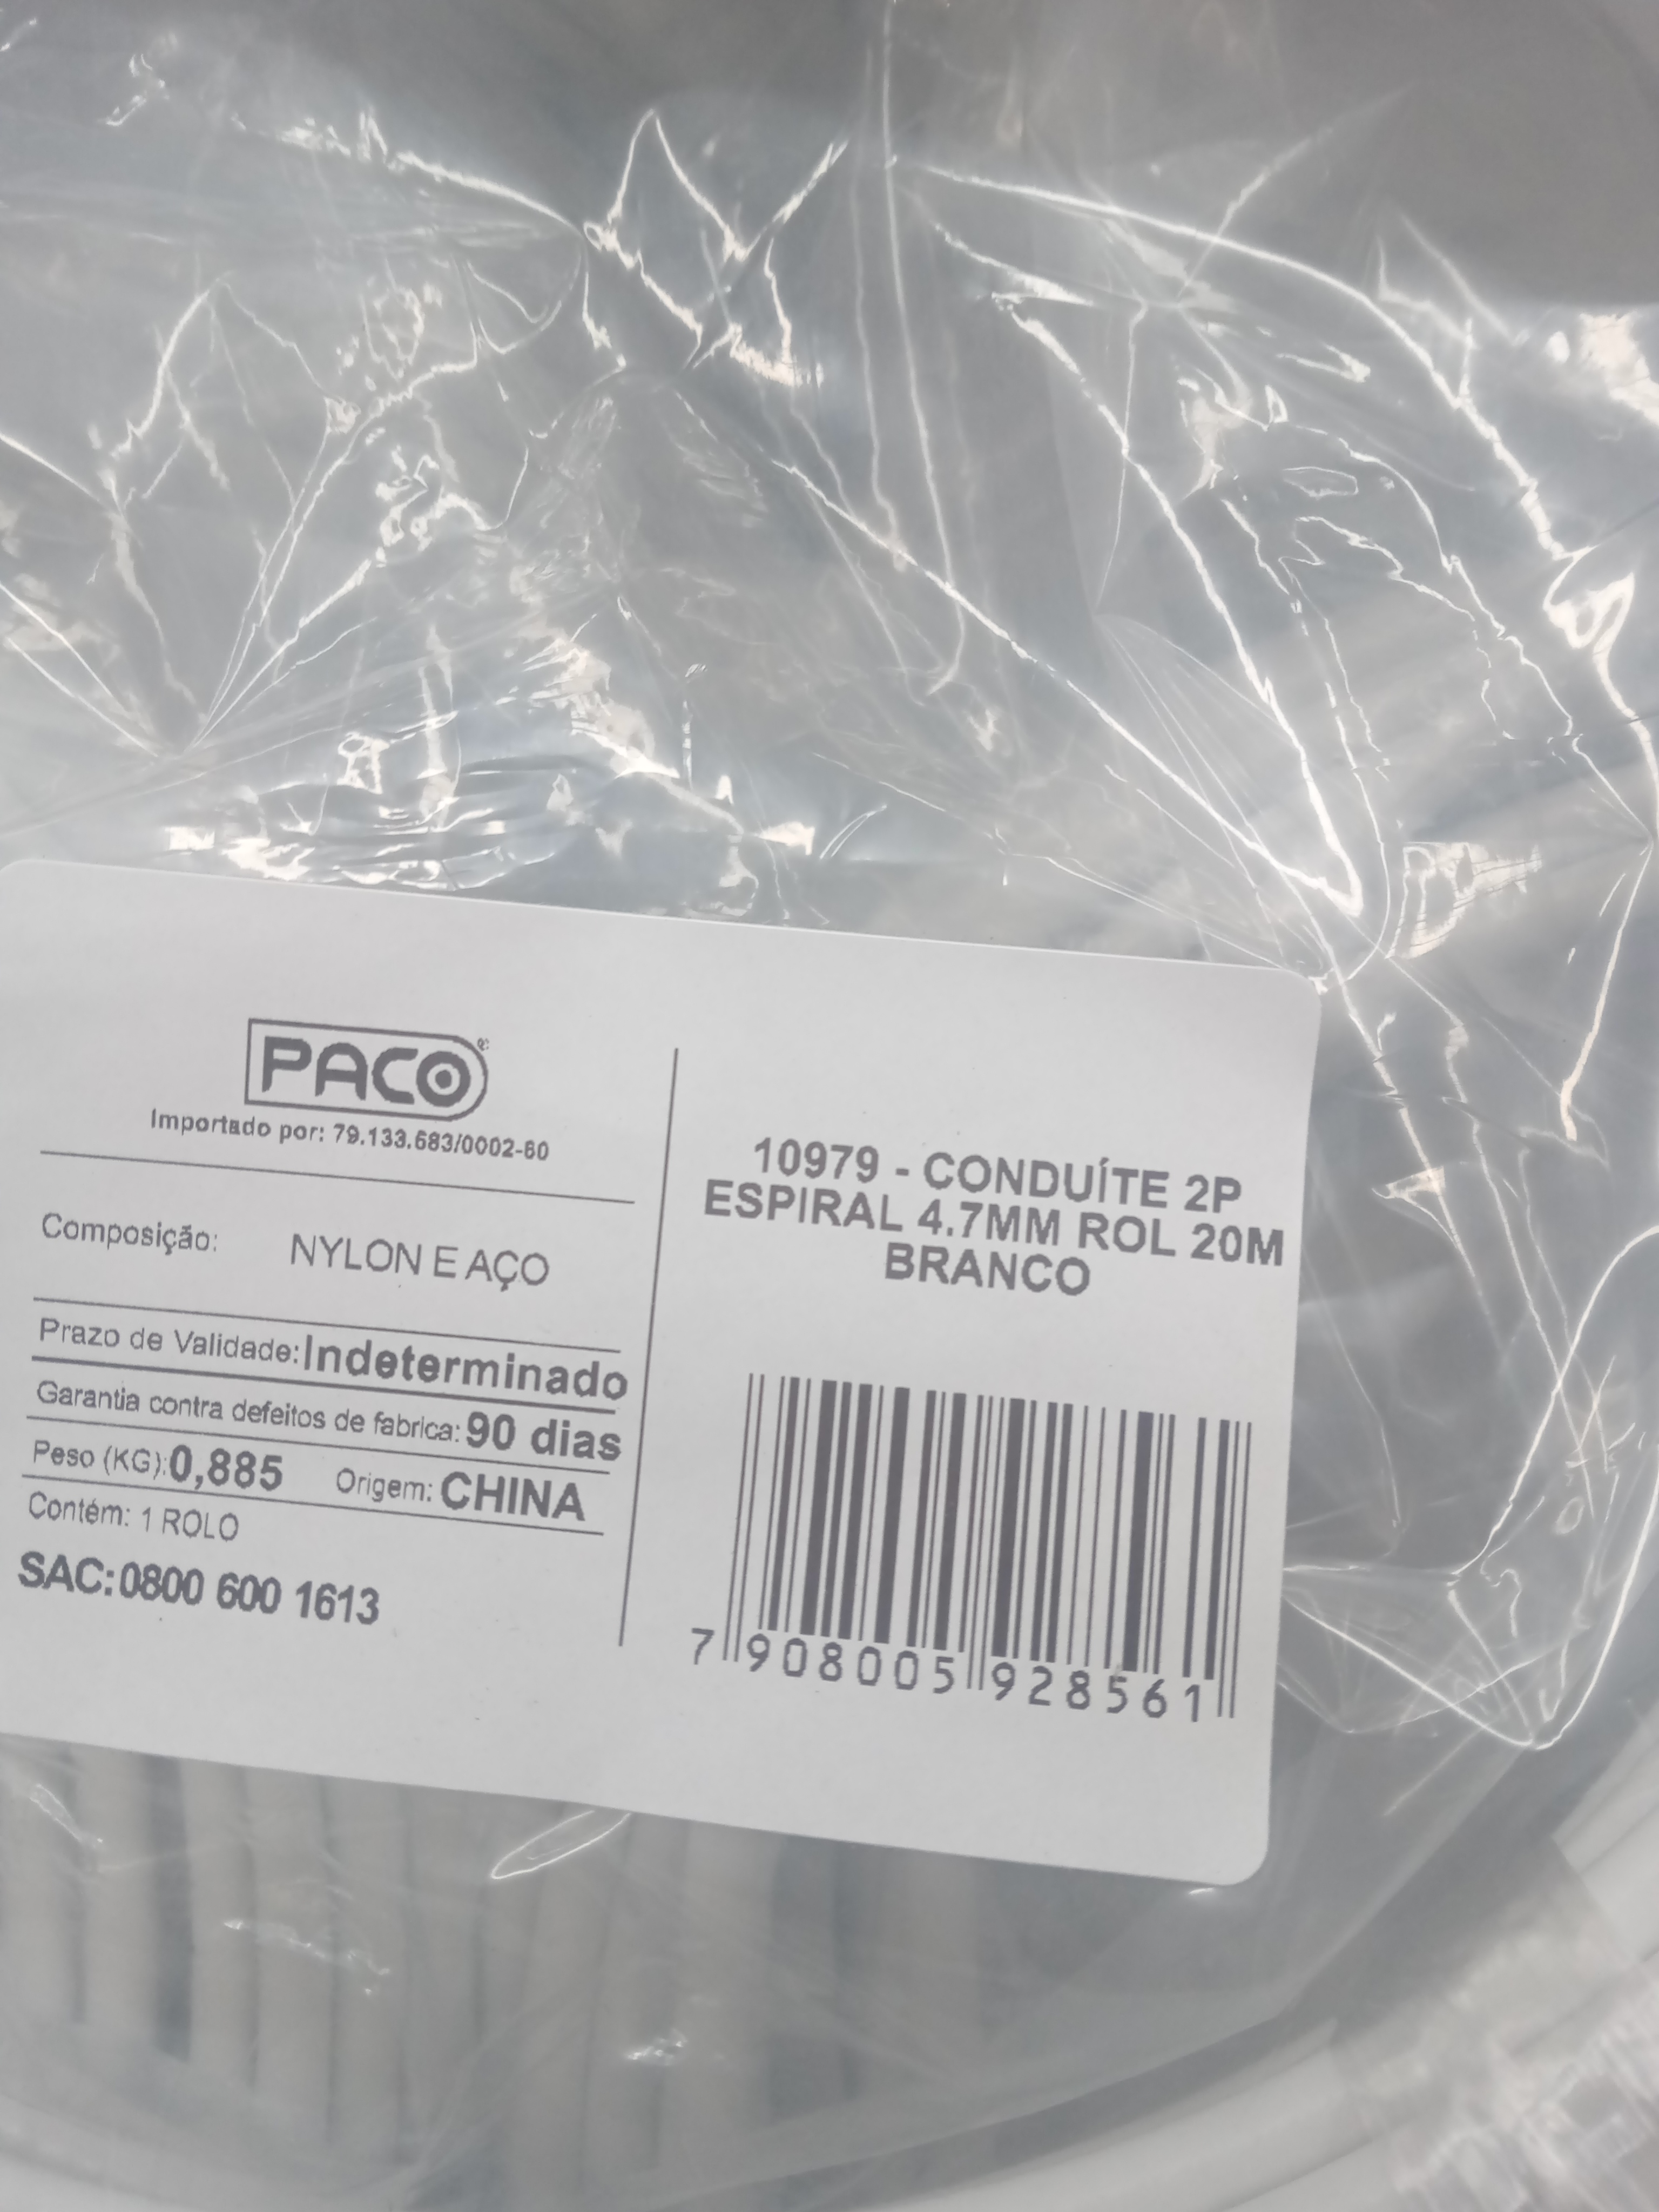 PACO®
Importado por: 79.133.683/0002-60
Composição: NYLON E AÇO
Prazo de Validade: Indeterminado
Garantia contra defeitos de fabrica: 90 dias
Peso (KG): 0,885 Origem: CHINA
Contém: 1 ROLO
SAC: 0800 600 1613
10979 - CONDUÍTE 2P
ESPIRAL 4.7MM ROL 20M
BRANCO
7 908005 928561